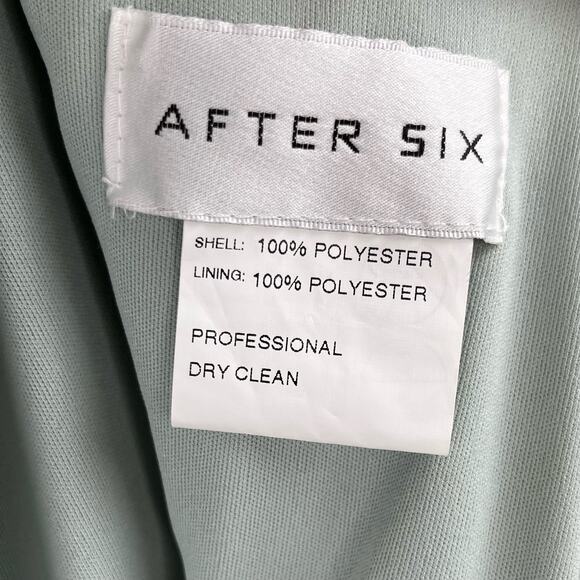 AFTER SIX
SHELL: 100% POLYESTER
LINING: 100% POLYESTER
PROFESSIONAL
DRY CLEAN